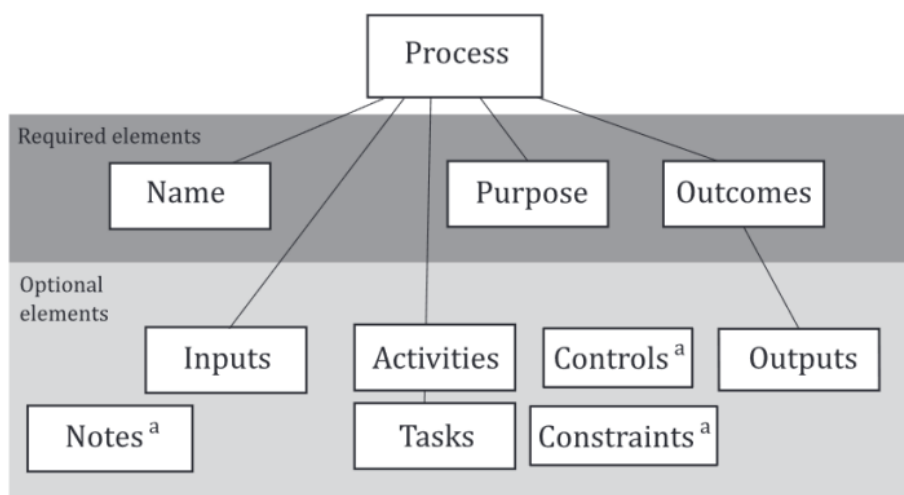 Process
Required elements
Name
Purpose
Outcomes
Optional
elements
Inputs
Activities
Controls a
Outputs
Notes a
Tasks
Constraints a